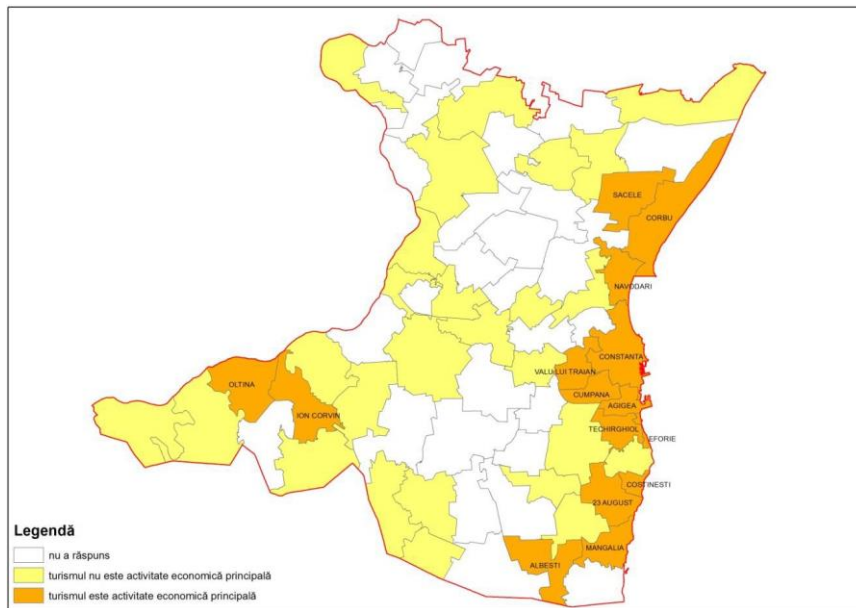 SACELE
CORBU
NAVODARI
CONSTANTA
VALU LUI TRAIAN
CUMPANA
AGIGEA
TECHIRGHIOL
EFORIE
COSTINESTI
23 AUGUST
MANGALIA
ALBESTI
OLTINA
ION CORVIN
Legendă
nu a răspuns
turismul nu este activitate economică principală
turismul este activitate economică principală